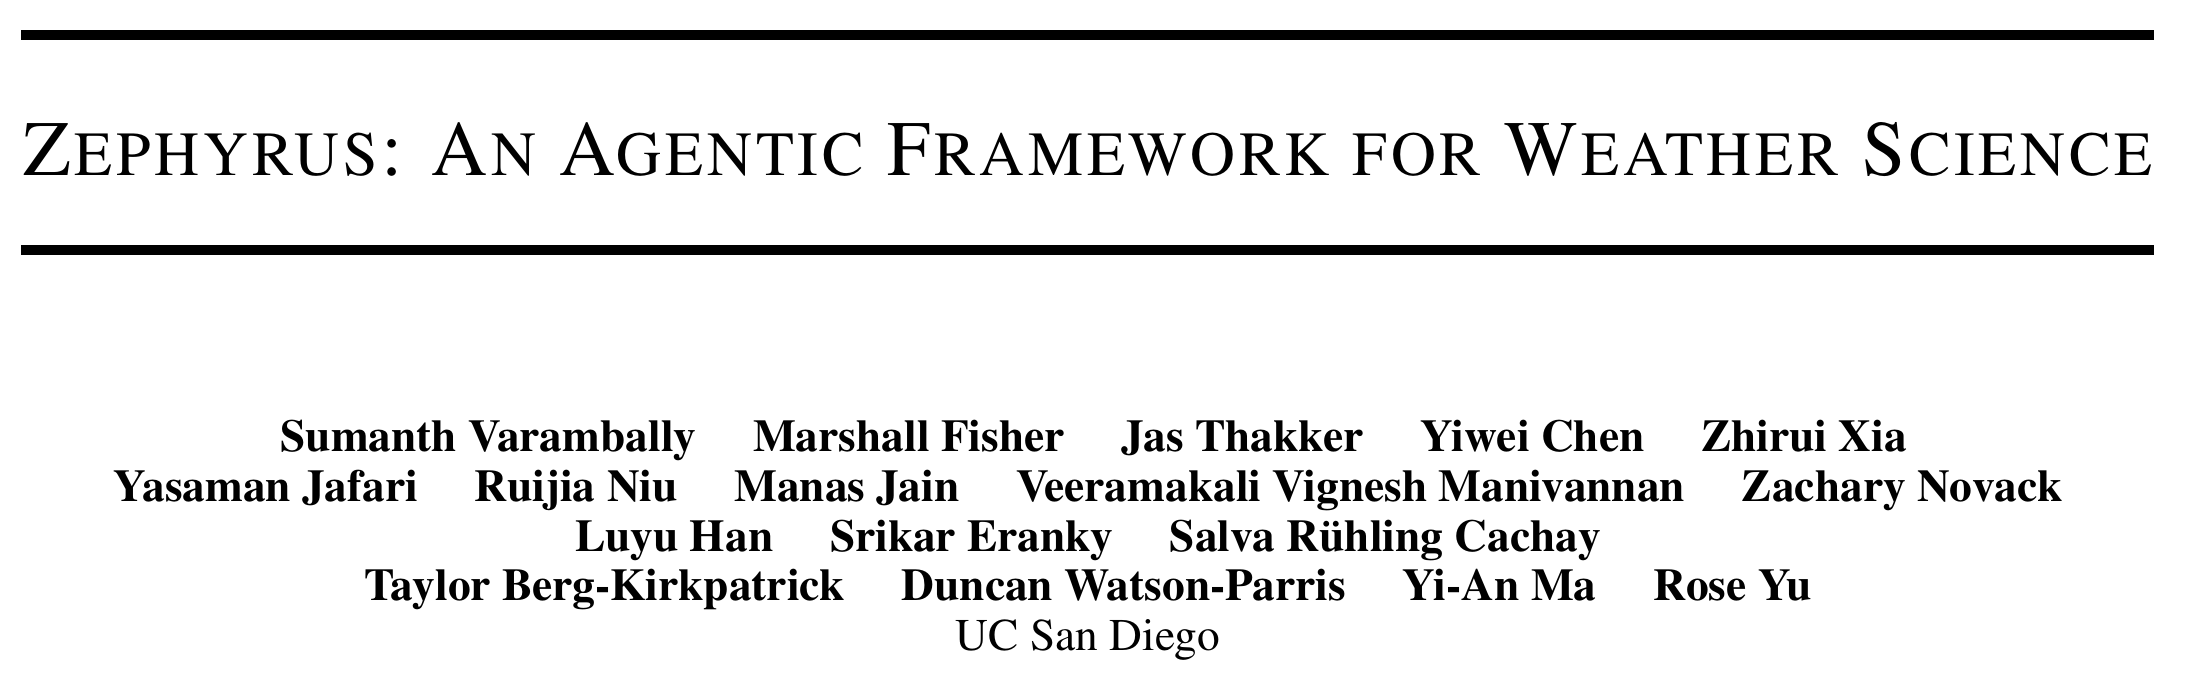 ZEPHYRUS: AN AGENTIC FRAMEWORK FOR WEATHER SCIENCE
Sumanth Varambally Marshall Fisher Jas Thakker Yiwei Chen Zhirui Xia
Yasaman Jafari Ruijia Niu Manas Jain Veeramakali Vignesh Manivannan Zachary Novack
Luyu Han Srikar Eranky Salva Rühling Cachay
Taylor Berg-Kirkpatrick Duncan Watson-Parris Yi-An Ma Rose Yu
UC San Diego